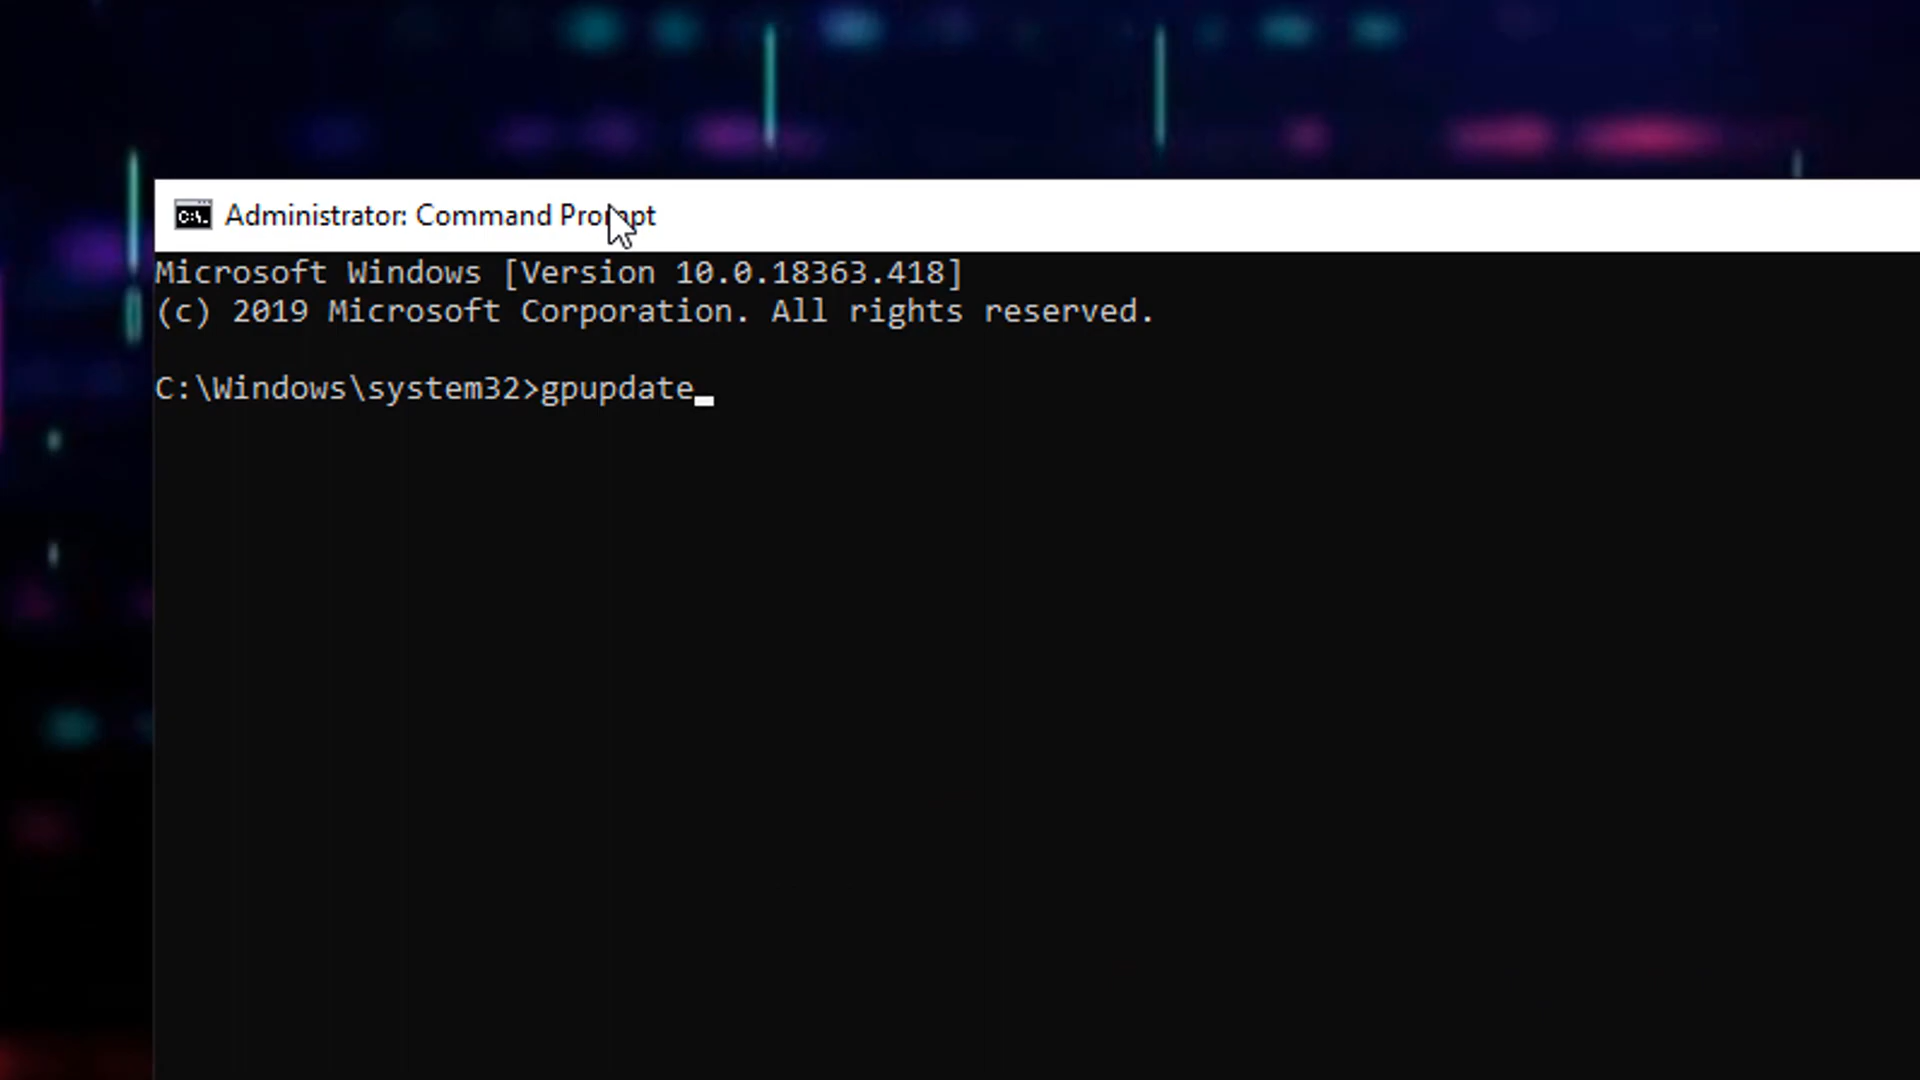 Administrator: Command Prompt
Microsoft Windows [Version 10.0.18363.418]
(c) 2019 Microsoft Corporation. All rights reserved.
C:\Windows\system32>gpupdate